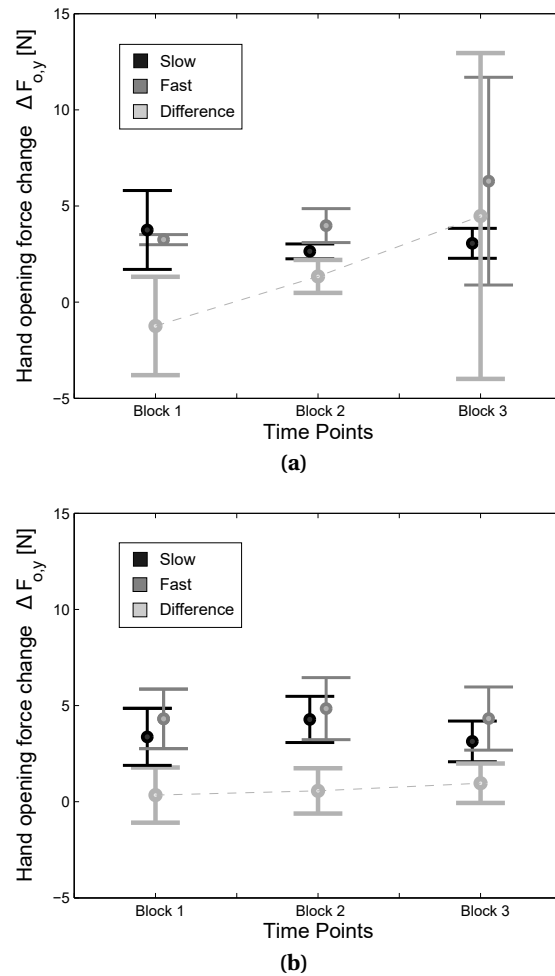 15
10
5
0
−5
Hand opening force change Δ F_o,y [N]
Slow
Fast
Difference
Block 1 Block 2 Block 3
Time Points
(a)
15
10
5
0
−5
Hand opening force change Δ F_o,y [N]
Slow
Fast
Difference
Block 1 Block 2 Block 3
Time Points
(b)